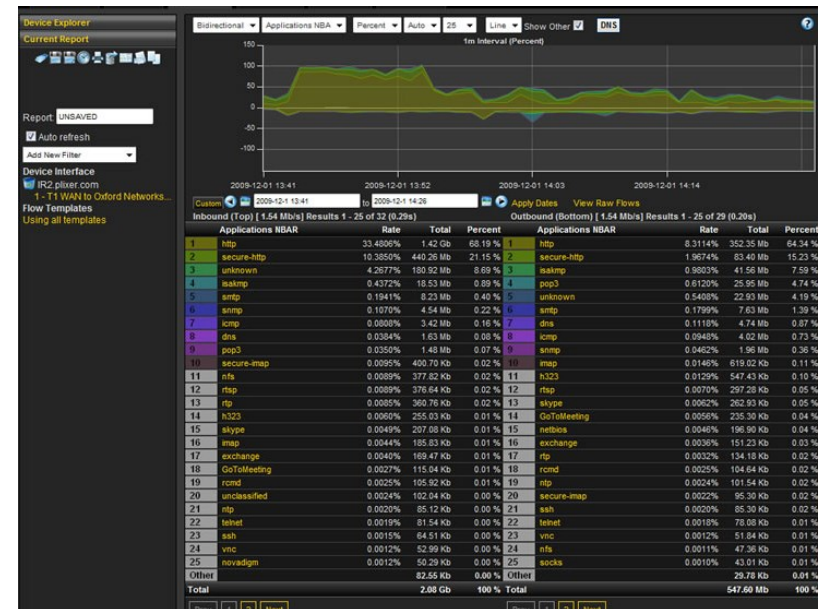 Device Explorer
Current Report
Report: UNSAVED
Auto refresh
Add New Filter
Device Interface
IR2.plixer.com
1 - T1 WAN to Oxford Networks...
Flow Templates
Using all templates
Bidirectional Applications NBA Percent Auto 25 Line Show Other DNS
1m Interval (Percent)
150
100
50
0
-50
-100
2009-12-01 13:41 2009-12-01 13:52 2009-12-01 14:03 2009-12-01 14:14
Custom 2009-12-1 13:41 to 2009-12-1 14:26 Apply Dates View Raw Flows
Inbound (Top) [ 1.54 Mb/s] Results 1 - 25 of 32 (0.29s) Outbound (Bottom) [ 1.54 Mb/s] Results 1 - 25 of 29 (0.20s)
Applications NBAR Rate Total Percent Applications NBAR Rate Total Percent
1 http 33.4806% 1.42 Gb 68.19 % 1 http 8.3114% 352.35 Mb 64.34 %
2 secure-http 10.3850% 440.26 Mb 21.15 % 2 secure-http 1.9674% 83.40 Mb 15.23 %
3 unknown 4.2677% 180.92 Mb 8.69 % 3 isakmp 0.9803% 41.56 Mb 7.59 %
4 isakmp 0.4372% 18.53 Mb 0.89 % 4 pop3 0.6120% 25.95 Mb 4.74 %
5 smtp 0.1941% 8.23 Mb 0.40 % 5 unknown 0.5408% 22.93 Mb 4.19 %
6 snmp 0.1070% 4.54 Mb 0.22 % 6 smtp 0.1799% 7.63 Mb 1.39 %
7 icmp 0.0808% 3.42 Mb 0.16 % 7 dns 0.1118% 4.74 Mb 0.87 %
8 dns 0.0384% 1.63 Mb 0.08 % 8 icmp 0.0948% 4.02 Mb 0.73 %
9 pop3 0.0350% 1.48 Mb 0.07 % 9 snmp 0.0462% 1.96 Mb 0.36 %
10 secure-imap 0.0095% 400.70 Kb 0.02 % 10 imap 0.0146% 619.02 Kb 0.11 %
11 nfs 0.0089% 377.82 Kb 0.02 % 11 h323 0.0129% 547.43 Kb 0.10 %
12 rtsp 0.0089% 376.64 Kb 0.02 % 12 rtsp 0.0070% 297.28 Kb 0.05 %
13 rtp 0.0085% 360.76 Kb 0.02 % 13 skype 0.0062% 262.93 Kb 0.05 %
14 h323 0.0060% 255.03 Kb 0.01 % 14 GoToMeeting 0.0056% 235.30 Kb 0.04 %
15 skype 0.0049% 207.08 Kb 0.01 % 15 netbios 0.0046% 196.90 Kb 0.04 %
16 imap 0.0044% 185.83 Kb 0.01 % 16 exchange 0.0036% 151.23 Kb 0.03 %
17 exchange 0.0040% 169.47 Kb 0.01 % 17 rtp 0.0032% 134.18 Kb 0.02 %
18 GoToMeeting 0.0027% 115.04 Kb 0.01 % 18 rcmd 0.0025% 104.64 Kb 0.02 %
19 rcmd 0.0025% 105.92 Kb 0.01 % 19 ntp 0.0024% 101.54 Kb 0.02 %
20 unclassified 0.0024% 102.04 Kb 0.00 % 20 secure-imap 0.0022% 95.30 Kb 0.02 %
21 ntp 0.0020% 85.12 Kb 0.00 % 21 ssh 0.0020% 85.30 Kb 0.02 %
22 telnet 0.0019% 81.54 Kb 0.00 % 22 telnet 0.0018% 78.08 Kb 0.01 %
23 ssh 0.0015% 64.51 Kb 0.00 % 23 vnc 0.0012% 51.84 Kb 0.01 %
24 vnc 0.0012% 52.99 Kb 0.00 % 24 nfs 0.0011% 47.36 Kb 0.01 %
25 novadigm 0.0012% 50.29 Kb 0.00 % 25 socks 0.0010% 43.01 Kb 0.01 %
Other 82.55 Kb 0.00 % Other 29.78 Kb 0.01 %
Total 2.08 Gb 100 % Total 547.60 Mb 100 %